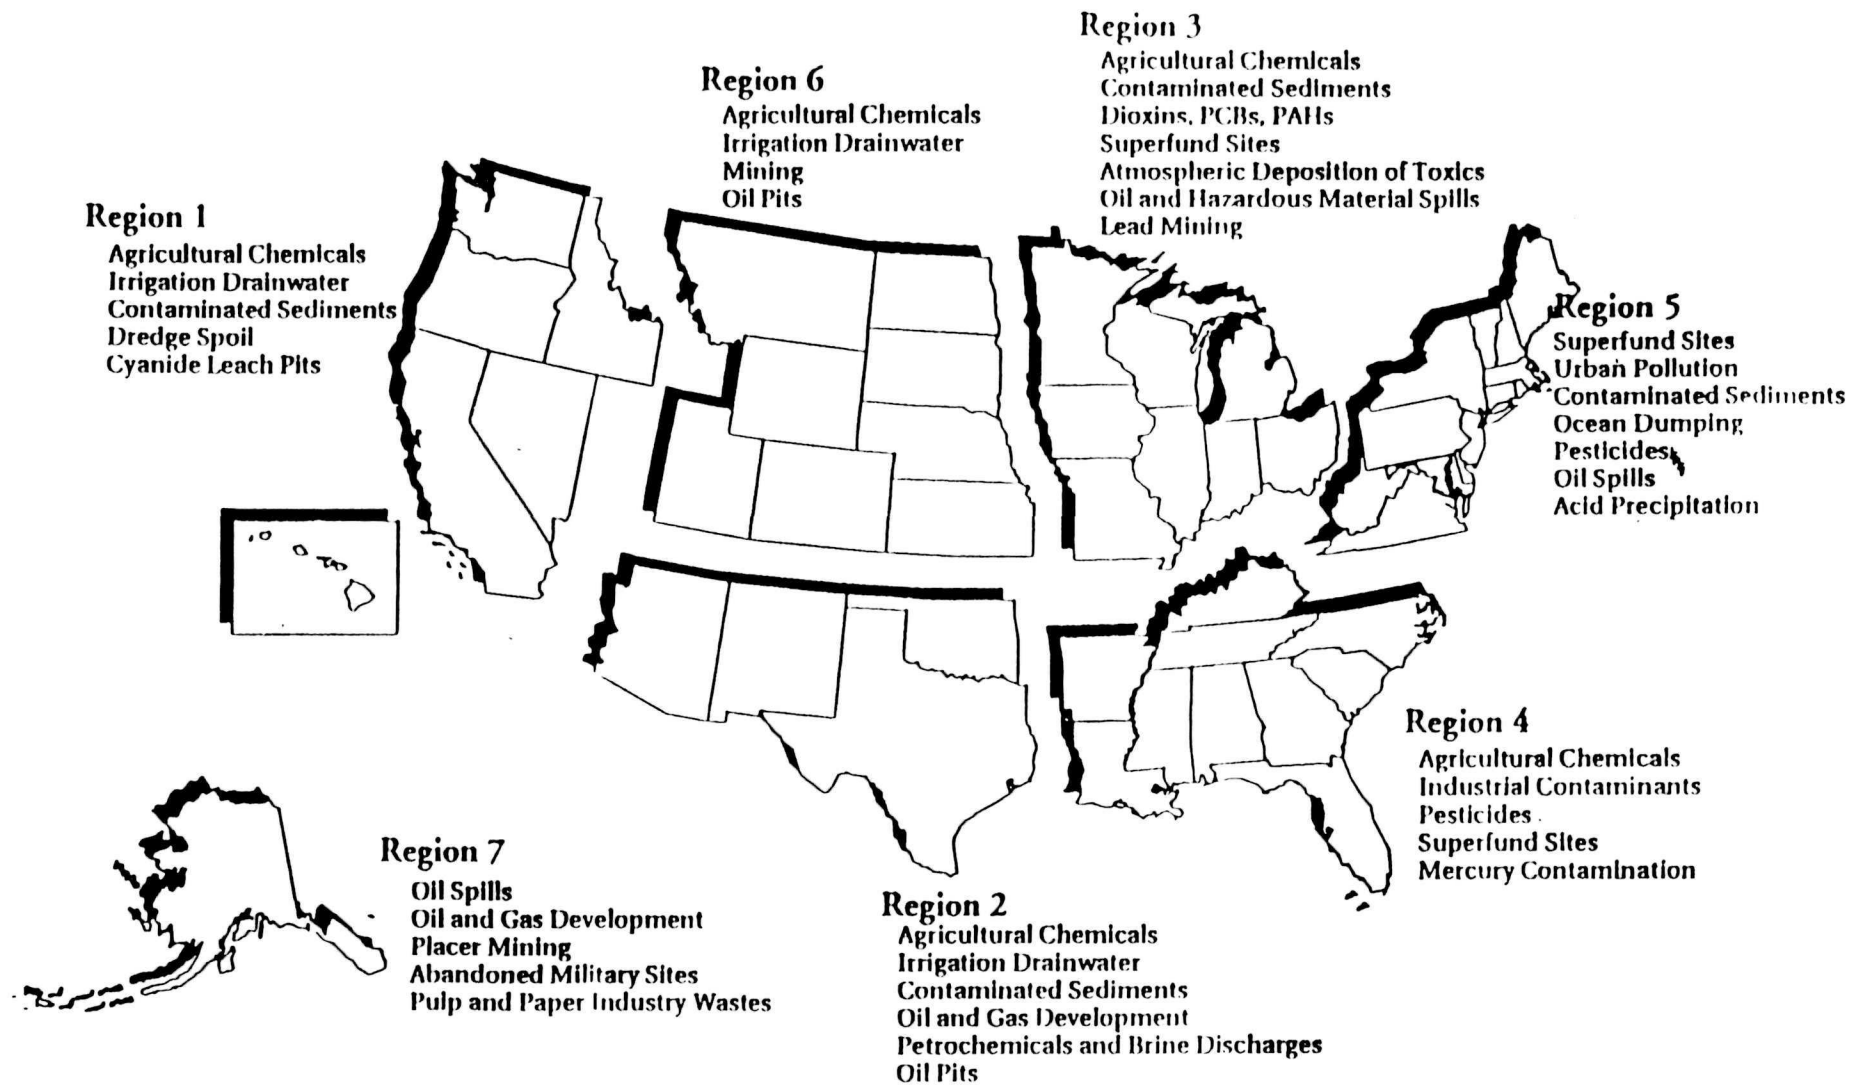 Region 3
Agricultural Chemicals
Contaminated Sediments
Dioxins, PCBs, PAHs
Superfund Sites
Atmospheric Deposition of Toxics
Oil and Hazardous Material Spills
Lead Mining
Region 6
Agricultural Chemicals
Irrigation Drainwater
Mining
Oil Pits
Region 1
Agricultural Chemicals
Irrigation Drainwater
Contaminated Sediments
Dredge Spoil
Cyanide Leach Pits
Region 5
Superfund Sites
Urban Pollution
Contaminated Sediments
Ocean Dumping
Pesticides
Oil Spills
Acid Precipitation
Region 4
Agricultural Chemicals
Industrial Contaminants
Pesticides
Superfund Sites
Mercury Contamination
Region 7
Oil Spills
Oil and Gas Development
Placer Mining
Abandoned Military Sites
Pulp and Paper Industry Wastes
Region 2
Agricultural Chemicals
Irrigation Drainwater
Contaminated Sediments
Oil and Gas Development
Petrochemicals and Brine Discharges
Oil Pits